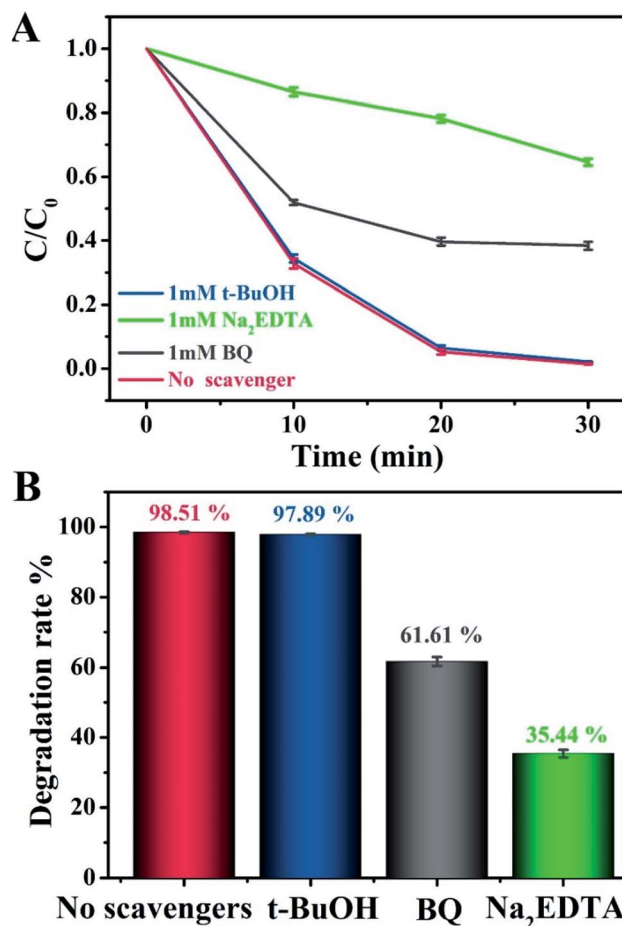 A
1.0
0.8
0.6
0.4
0.2
0.0
C/C₀
1mM t-BuOH
1mM Na₂EDTA
1mM BQ
No scavenger
0
10
20
30
Time (min)
B
100
80
60
40
20
0
Degradation rate %
98.51 %
97.89 %
61.61 %
35.44 %
No scavengers
t-BuOH
BQ
Na₂EDTA